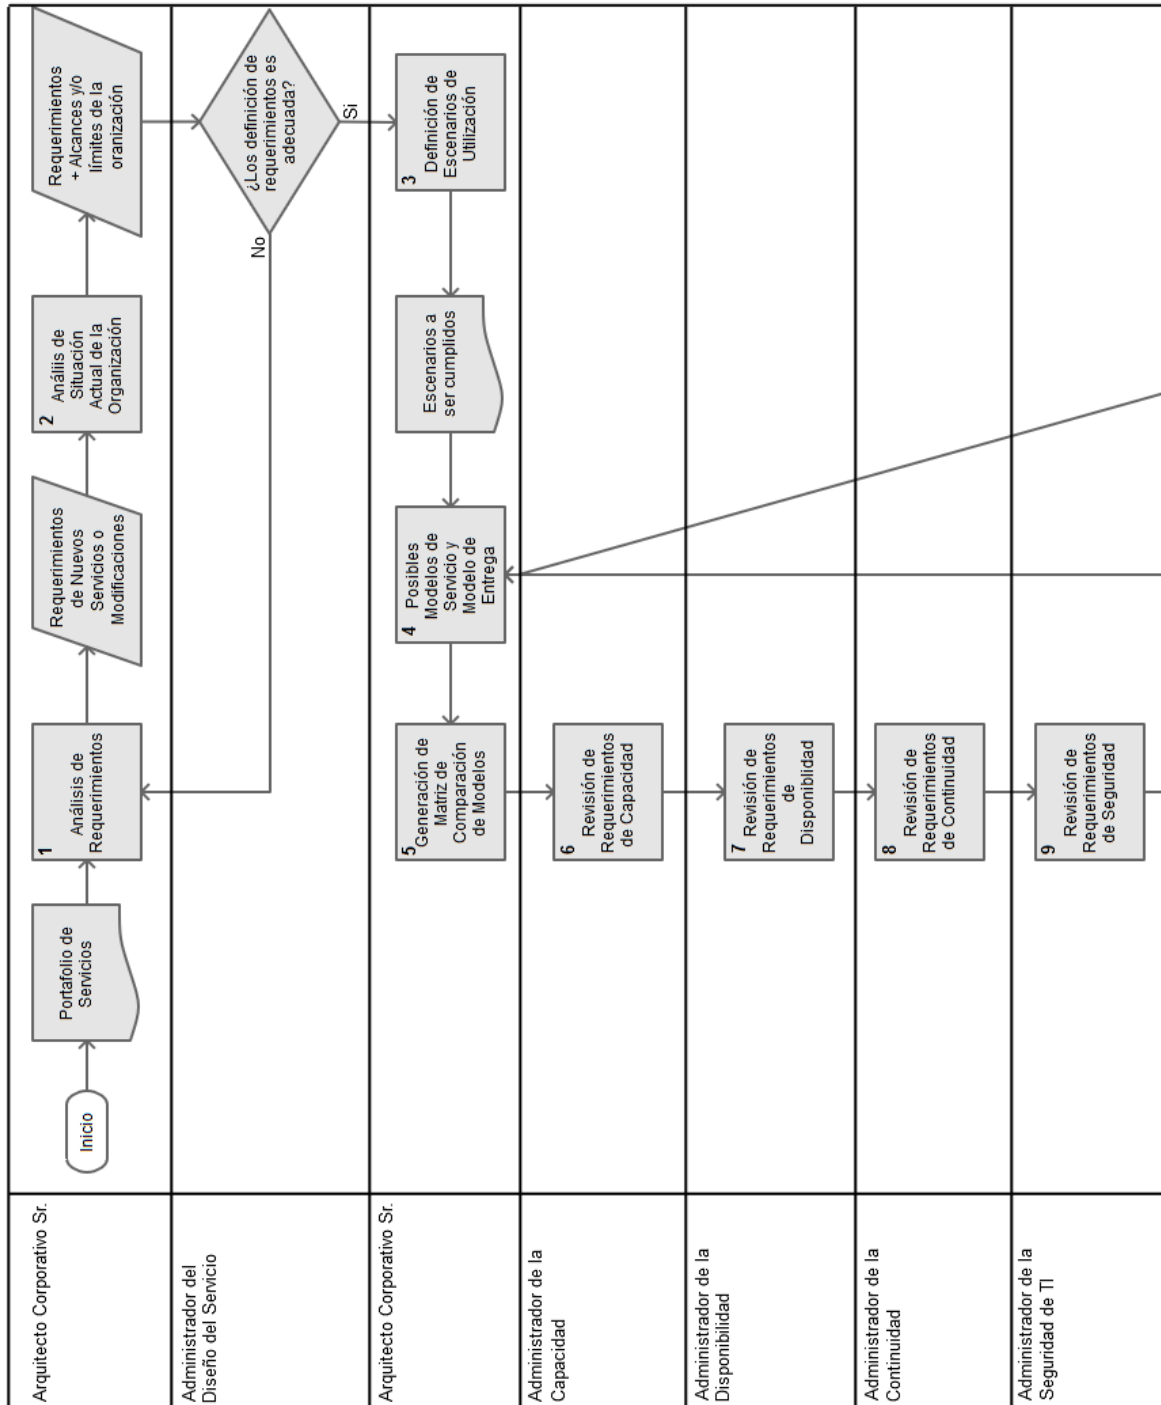 Arquitecto Corporativo Sr.
Inicio
Portafolio de
Servicios
1
Análisis de
Requerimientos
Requerimientos
de Nuevos
Servicios o
Modificaciones
2
Análiis de
Situación
Actual de la
Organización
Requerimientos
+ Alcances y/o
límites de la
oranización
Administrador del
Diseño del Servicio
¿Los definición de
requerimientos es
adecuada?
No
Si
Arquitecto Corporativo Sr.
3
Definición de
Escenarios de
Utilización
Escenarios a
ser cumplidos
4
Posibles
Modelos de
Servicio y
Modelo de
Entrega
5
Generación de
Matriz de
Comparación
de Modelos
Administrador de la
Capacidad
6
Revisión de
Requerimientos
de Capacidad
Administrador de la
Disponibilidad
7
Revisión de
Requerimientos
de
Disponiblidad
Administrador de la
Continuidad
8
Revisión de
Requerimientos
de Continuidad
Administrador de la
Seguridad de TI
9
Revisión de
Requerimientos
de Seguridad